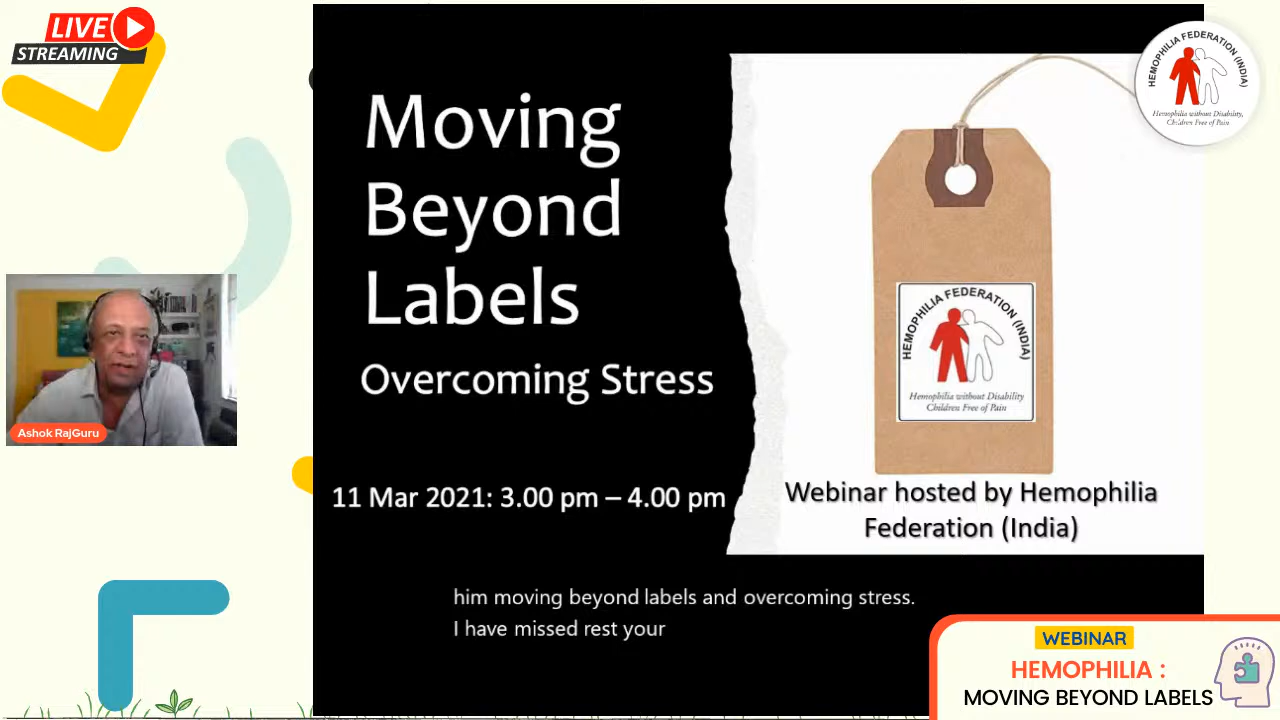 LIVE
STREAMING
Moving
Beyond
Labels
Overcoming Stress
11 Mar 2021: 3.00 pm – 4.00 pm
HEMOPHILIA FEDERATION (INDIA)
Hemophilia without Disability,
Children Free of Pain
HEMOPHILIA FEDERATION (INDIA)
Hemophilia without Disability
Children Free of Pain
Webinar hosted by Hemophilia
Federation (India)
Ashok RajGuru
him moving beyond labels and overcoming stress.
I have missed rest your
WEBINAR
HEMOPHILIA :
MOVING BEYOND LABELS